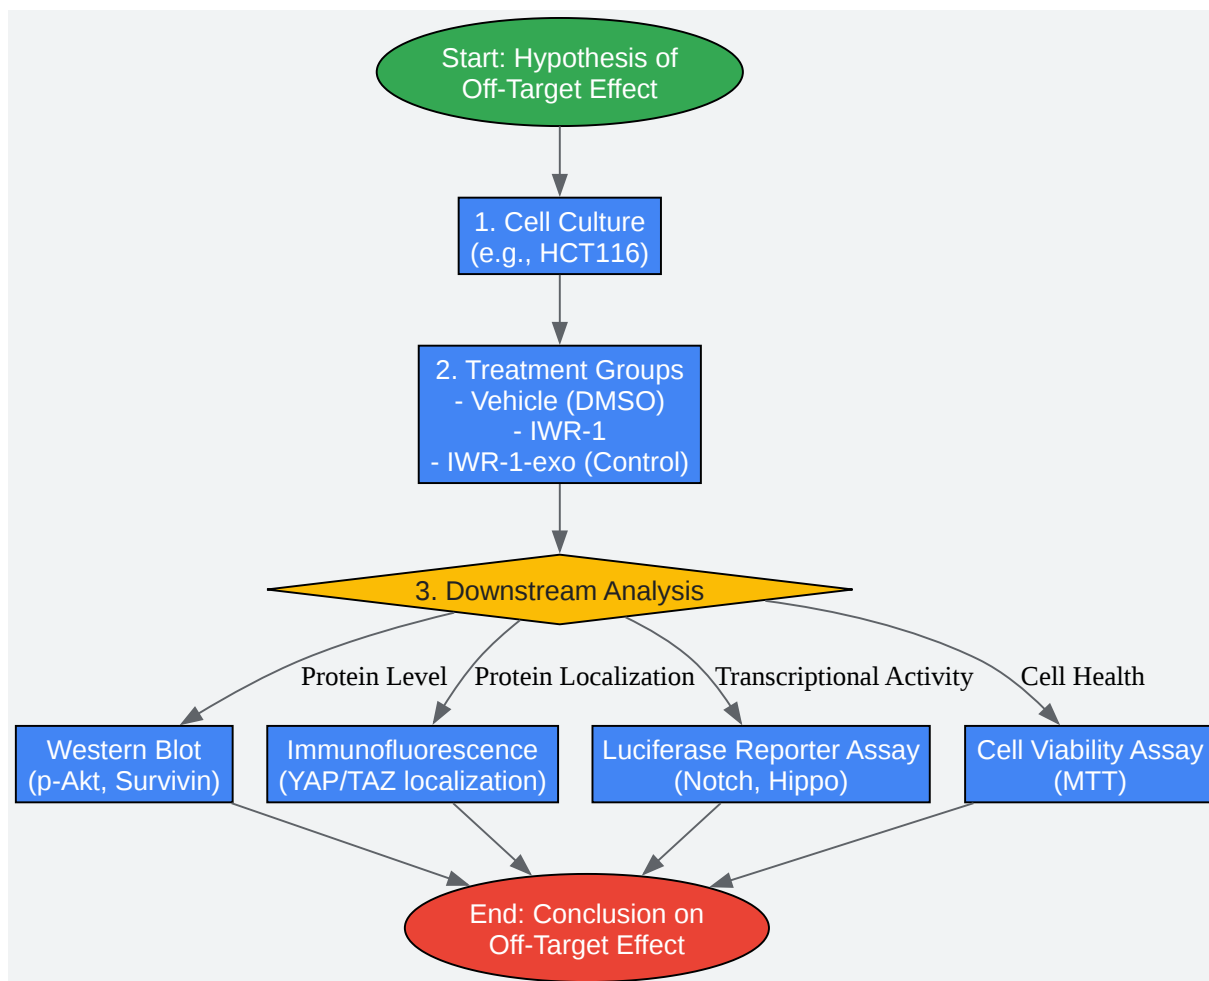 Start: Hypothesis of
Off-Target Effect
1. Cell Culture
(e.g., HCT116)
2. Treatment Groups
- Vehicle (DMSO)
- IWR-1
- IWR-1-exo (Control)
3. Downstream Analysis
Protein Level
Protein Localization
Transcriptional Activity
Cell Health
Western Blot
(p-Akt, Survivin)
Immunofluorescence
(YAP/TAZ localization)
Luciferase Reporter Assay
(Notch, Hippo)
Cell Viability Assay
(MTT)
End: Conclusion on
Off-Target Effect